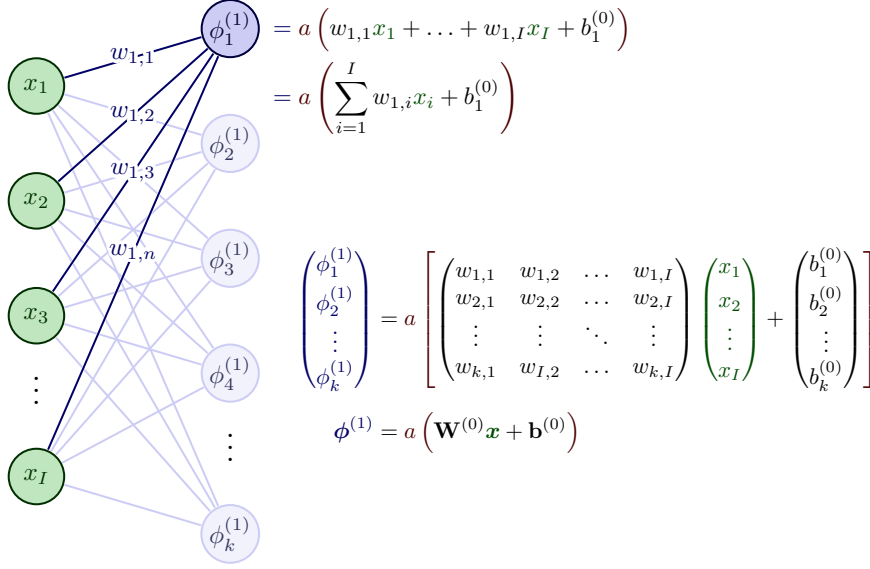 x_1
x_2
x_3
⋮
x_I
w_{1,1}
w_{1,2}
w_{1,3}
w_{1,n}
ϕ_1^{(1)}
ϕ_2^{(1)}
ϕ_3^{(1)}
ϕ_4^{(1)}
⋮
ϕ_k^{(1)}
= a ( w_{1,1} x_1 + … + w_{1,I} x_I + b_1^{(0)} )
= a ( ∑_{i=1}^{I} w_{1,i} x_i + b_1^{(0)} )
( ϕ_1^{(1)} ϕ_2^{(1)} ⋮ ϕ_k^{(1)} ) = a [ ( w_{1,1} w_{1,2} … w_{1,I} w_{2,1} w_{2,2} … w_{2,I} ⋮ ⋮ ⋱ ⋮ w_{k,1} w_{I,2} … w_{k,I} ) ( x_1 x_2 ⋮ x_I ) + ( b_1^{(0)} b_2^{(0)} ⋮ b_k^{(0)} ) ]
ϕ^{(1)} = a ( W^{(0)} x + b^{(0)} )